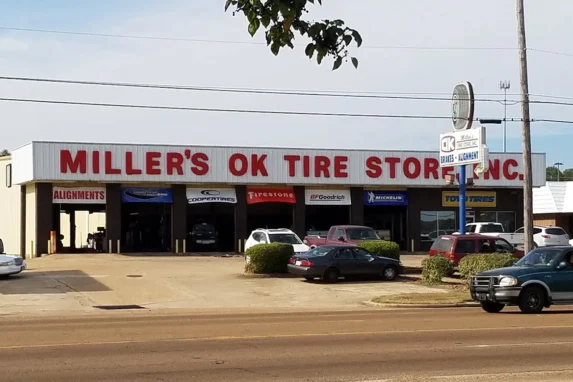 MILLER'S OK TIRE STORE, INC.
ALIGNMENTS
COOPERTIRES
Firestone
BFGoodrich
MICHELIN
TOYO TIRES
OK
BRAKES - ALIGNMENT